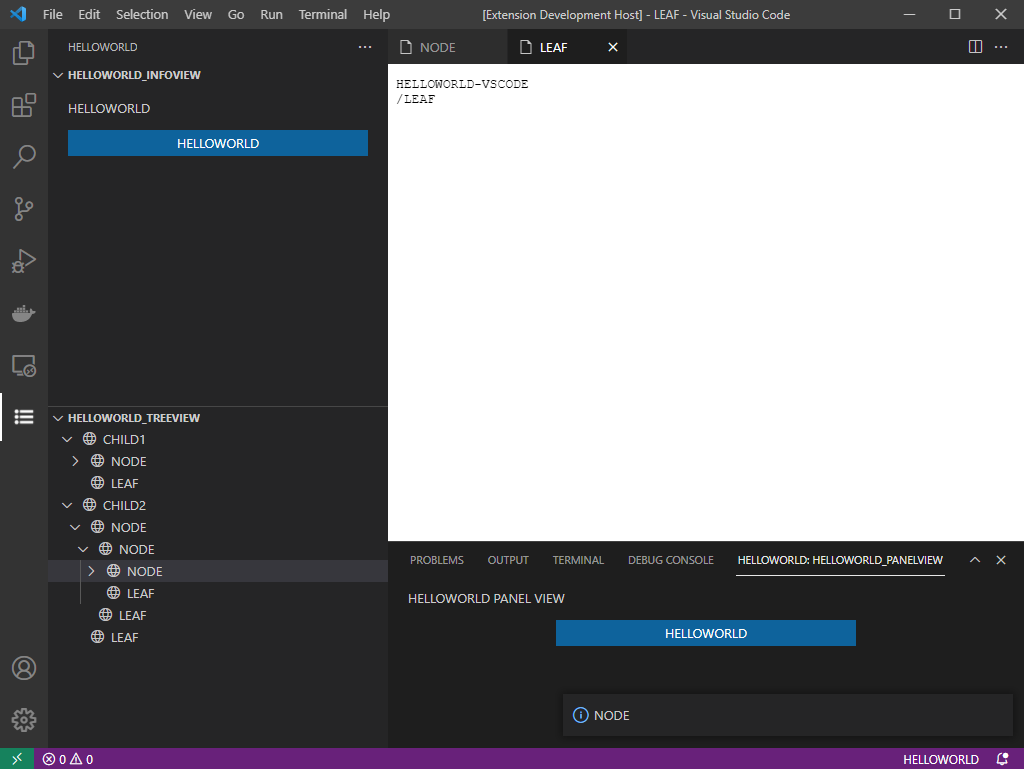 File Edit Selection View Go Run Terminal Help [Extension Development Host] - LEAF - Visual Studio Code
HELLOWORLD
HELLOWORLD_INFOVIEW
HELLOWORLD
HELLOWORLD
HELLOWORLD_TREEVIEW
CHILD1
NODE
LEAF
CHILD2
NODE
NODE
NODE
LEAF
LEAF
LEAF
NODE LEAF
HELLOWORLD-VSCODE
/LEAF
PROBLEMS OUTPUT TERMINAL DEBUG CONSOLE HELLOWORLD: HELLOWORLD_PANELVIEW
HELLOWORLD PANEL VIEW
HELLOWORLD
NODE
0 0 HELLOWORLD